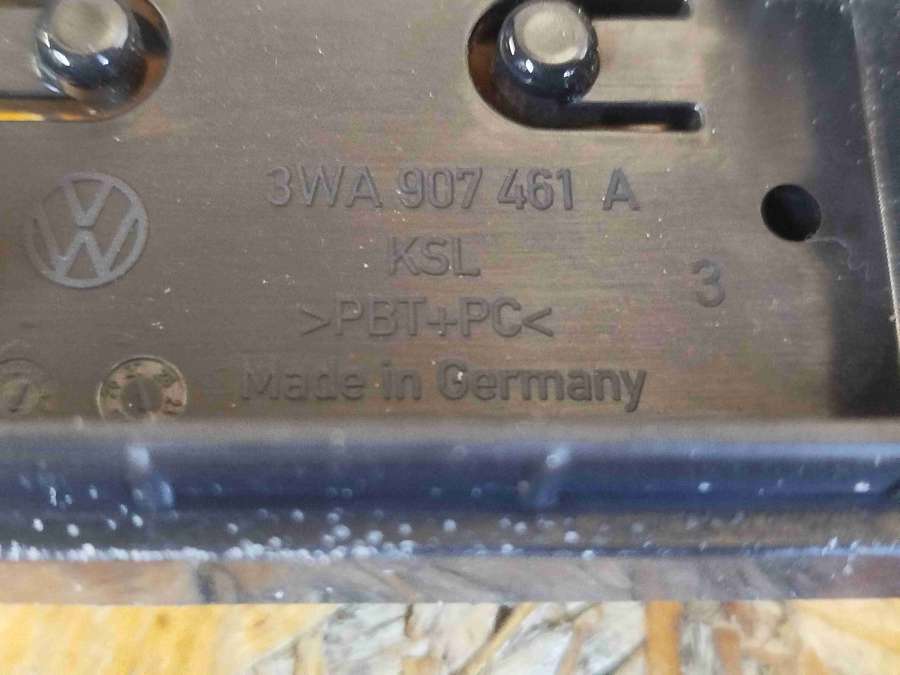 3WA 907 461 A
KSL
3
>PBT+PC<
Made in Germany